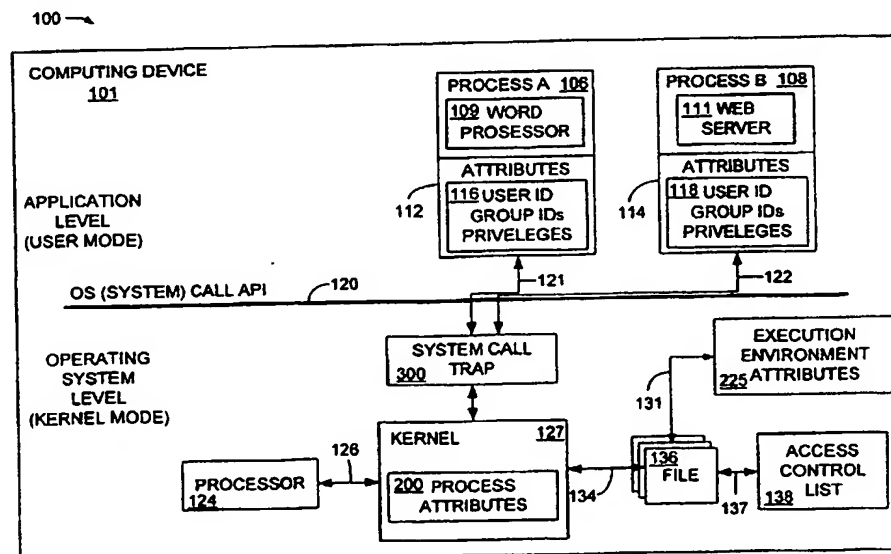 100
COMPUTING DEVICE
101
PROCESS A 106
109 WORD
PROSESSOR
ATTRIBUTES
116 USER ID
GROUP IDs
PRIVELEGES
112
PROCESS B 108
111 WEB
SERVER
ATTRIBUTES
118 USER ID
GROUP IDs
PRIVELEGES
114
APPLICATION
LEVEL
(USER MODE)
121
122
OS (SYSTEM) CALL API
120
OPERATING
SYSTEM
LEVEL
(KERNEL MODE)
SYSTEM CALL
300 TRAP
EXECUTION
ENVIRONMENT
225 ATTRIBUTES
131
KERNEL 127
200 PROCESS
ATTRIBUTES
PROCESSOR
124
126
134
136
FILE
137
ACCESS
CONTROL
LIST 138